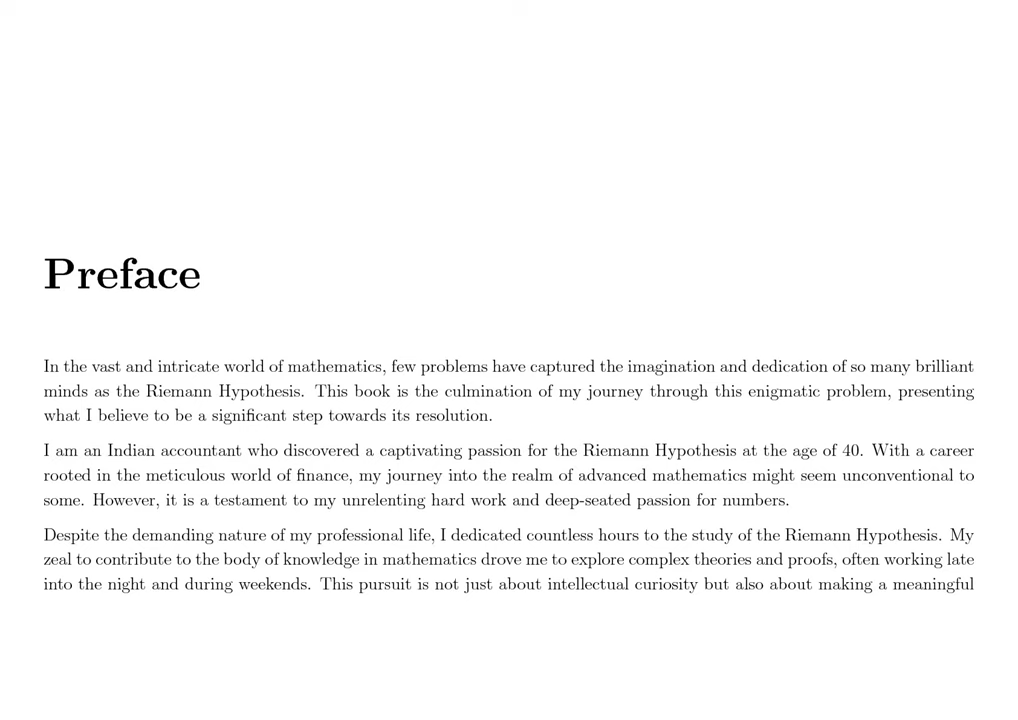 Preface
In the vast and intricate world of mathematics, few problems have captured the imagination and dedication of so many brilliant
minds as the Riemann Hypothesis. This book is the culmination of my journey through this enigmatic problem, presenting
what I believe to be a significant step towards its resolution.
I am an Indian accountant who discovered a captivating passion for the Riemann Hypothesis at the age of 40. With a career
rooted in the meticulous world of finance, my journey into the realm of advanced mathematics might seem unconventional to
some. However, it is a testament to my unrelenting hard work and deep-seated passion for numbers.
Despite the demanding nature of my professional life, I dedicated countless hours to the study of the Riemann Hypothesis. My
zeal to contribute to the body of knowledge in mathematics drove me to explore complex theories and proofs, often working late
into the night and during weekends. This pursuit is not just about intellectual curiosity but also about making a meaningful